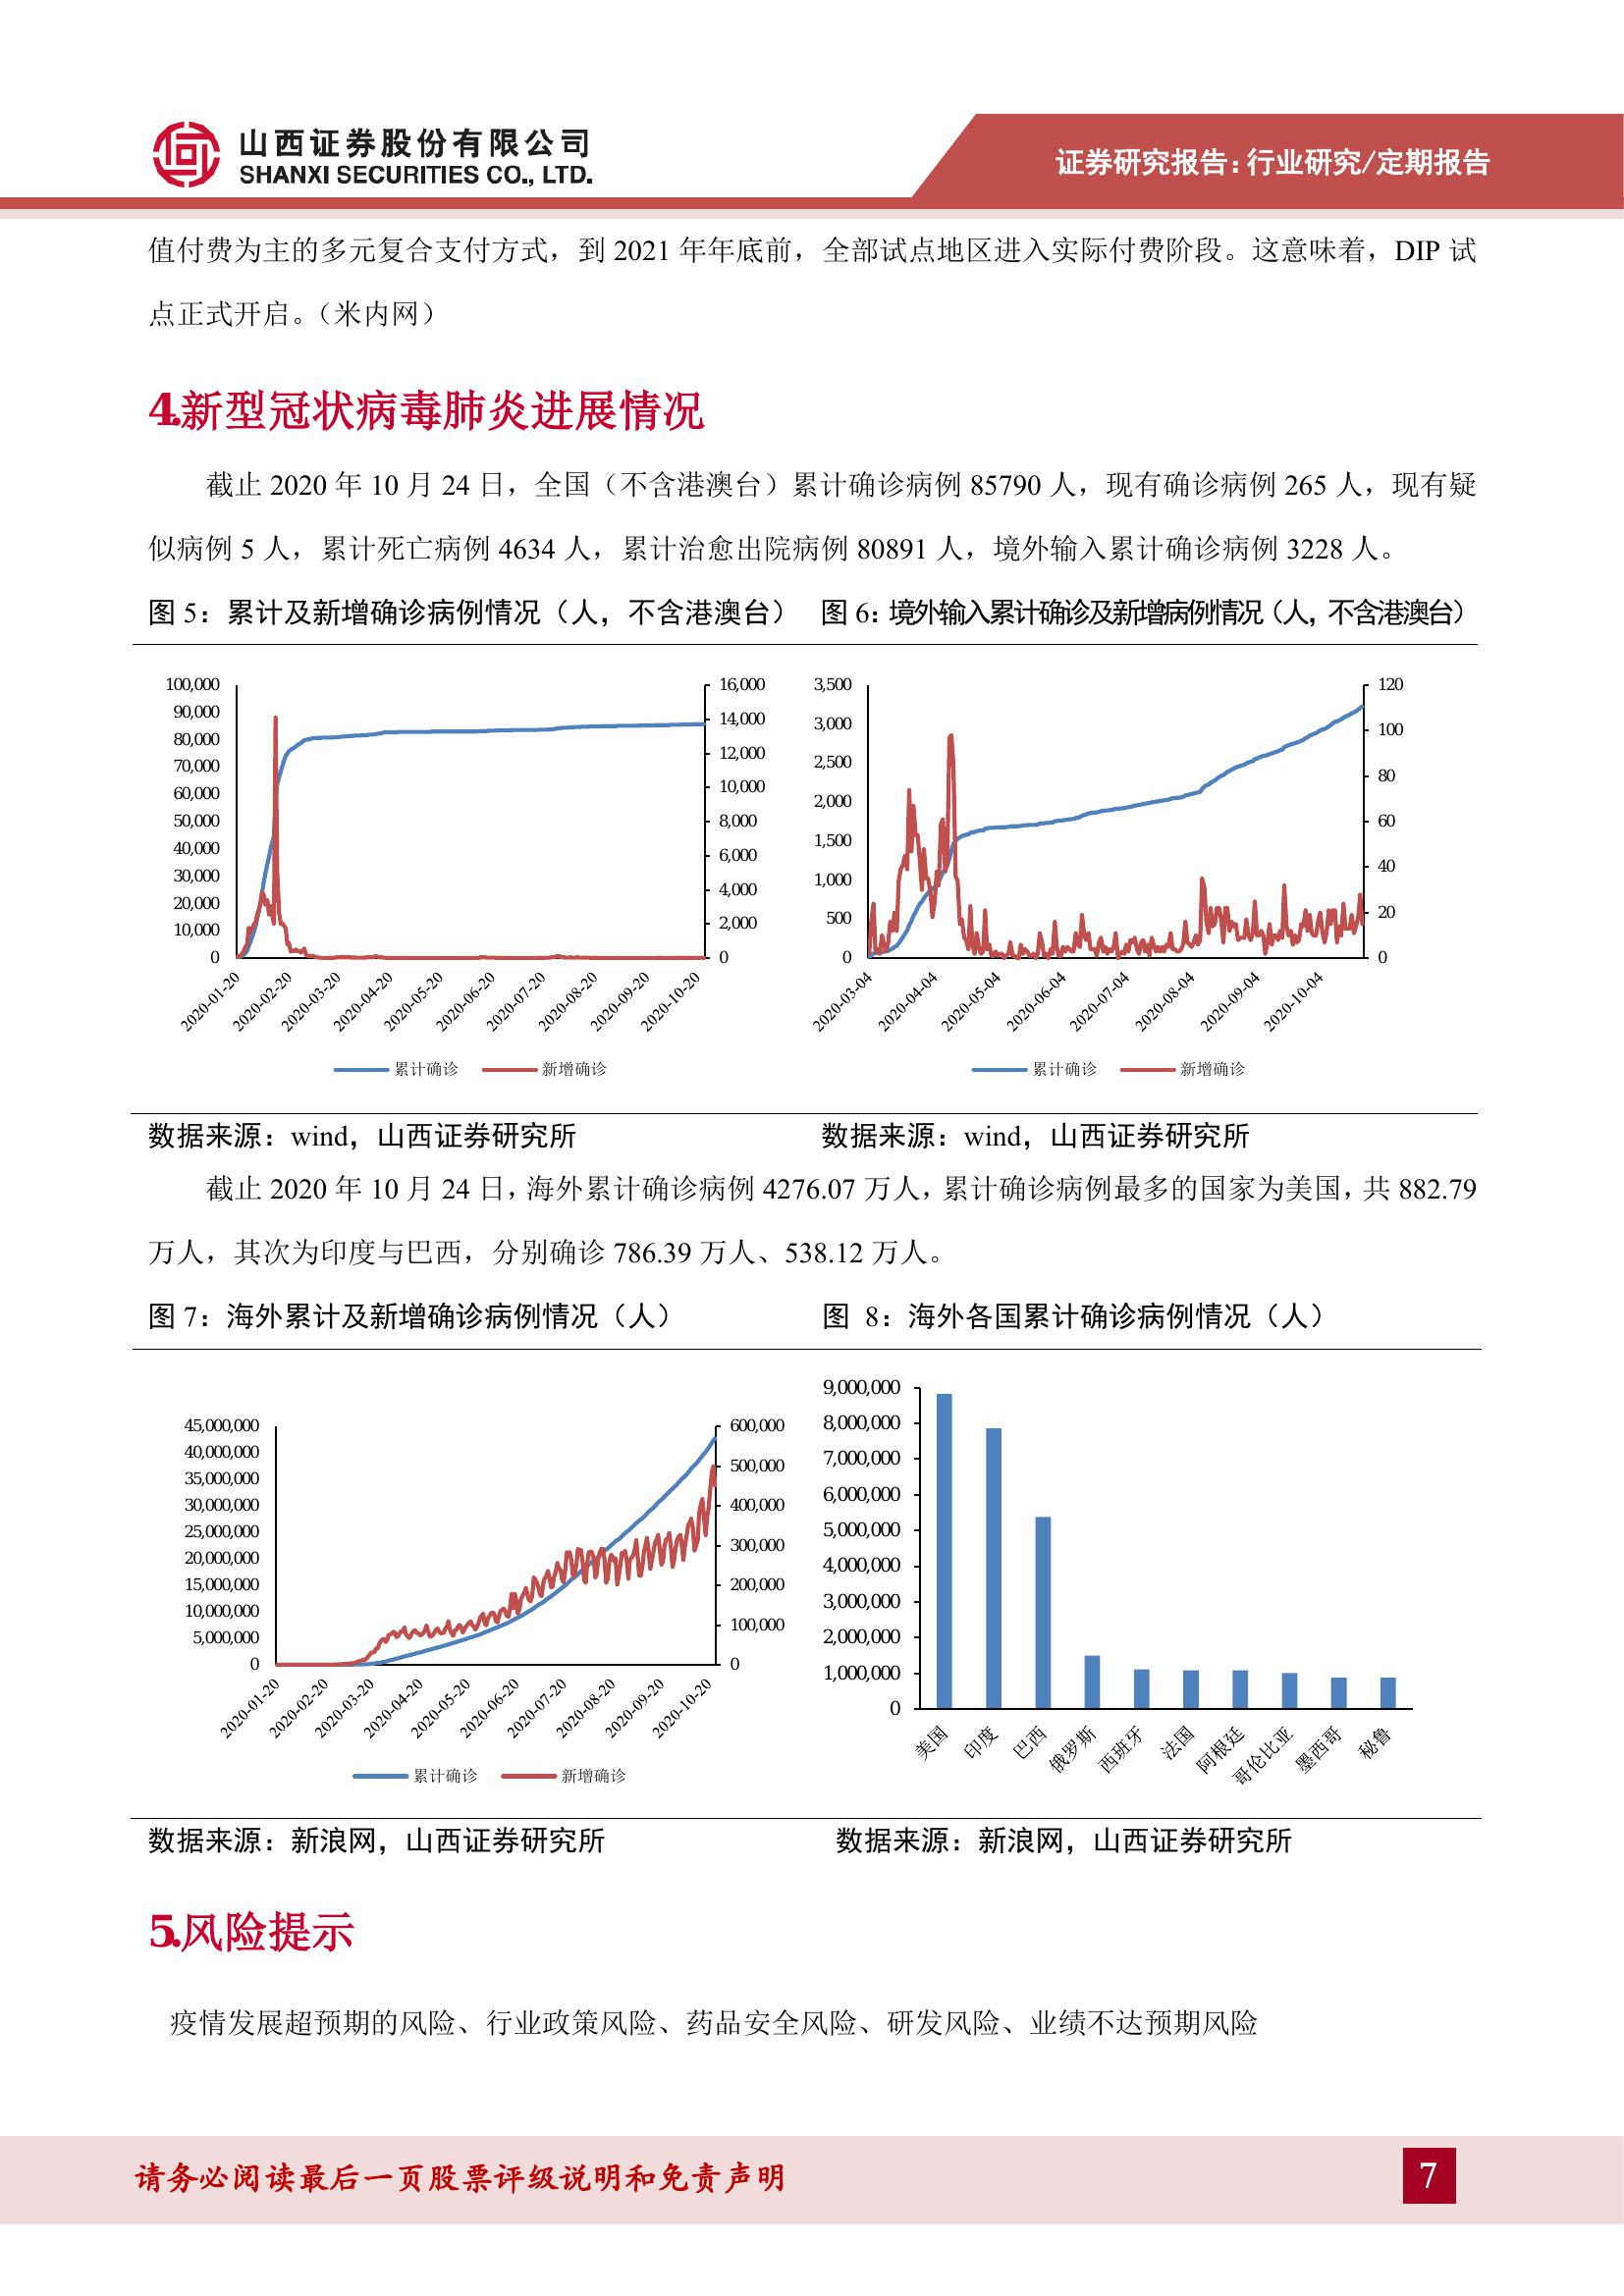 山西证券股份有限公司
SHANXI SECURITIES CO., LTD.
证券研究报告：行业研究/定期报告
值付费为主的多元复合支付方式，到 2021 年年底前，全部试点地区进入实际付费阶段。这意味着，DIP 试
点正式开启。（米内网）
4.新型冠状病毒肺炎进展情况
截止 2020 年 10 月 24 日，全国（不含港澳台）累计确诊病例 85790 人，现有确诊病例 265 人，现有疑
似病例 5 人，累计死亡病例 4634 人，累计治愈出院病例 80891 人，境外输入累计确诊病例 3228 人。
图 5：累计及新增确诊病例情况（人，不含港澳台）
100,000
90,000
80,000
70,000
60,000
50,000
40,000
30,000
20,000
10,000
0
16,000
14,000
12,000
10,000
8,000
6,000
4,000
2,000
0
2020-01-20
2020-02-20
2020-03-20
2020-04-20
2020-05-20
2020-06-20
2020-07-20
2020-08-20
2020-09-20
2020-10-20
累计确诊 新增确诊
数据来源：wind，山西证券研究所
图 6：境外输入累计确诊及新增病例情况（人，不含港澳台）
3,500
3,000
2,500
2,000
1,500
1,000
500
0
120
100
80
60
40
20
0
2020-03-04
2020-04-04
2020-05-04
2020-06-04
2020-07-04
2020-08-04
2020-09-04
2020-10-04
累计确诊 新增确诊
数据来源：wind，山西证券研究所
截止 2020 年 10 月 24 日，海外累计确诊病例 4276.07 万人，累计确诊病例最多的国家为美国，共 882.79
万人，其次为印度与巴西，分别确诊 786.39 万人、538.12 万人。
图 7：海外累计及新增确诊病例情况（人）
45,000,000
40,000,000
35,000,000
30,000,000
25,000,000
20,000,000
15,000,000
10,000,000
5,000,000
0
600,000
500,000
400,000
300,000
200,000
100,000
0
2020-01-20
2020-02-20
2020-03-20
2020-04-20
2020-05-20
2020-06-20
2020-07-20
2020-08-20
2020-09-20
2020-10-20
累计确诊 新增确诊
数据来源：新浪网，山西证券研究所
图 8：海外各国累计确诊病例情况（人）
9,000,000
8,000,000
7,000,000
6,000,000
5,000,000
4,000,000
3,000,000
2,000,000
1,000,000
0
美国
印度
巴西
俄罗斯
西班牙
法国
阿根廷
哥伦比亚
墨西哥
秘鲁
数据来源：新浪网，山西证券研究所
5.风险提示
疫情发展超预期的风险、行业政策风险、药品安全风险、研发风险、业绩不达预期风险
请务必阅读最后一页股票评级说明和免责声明
7